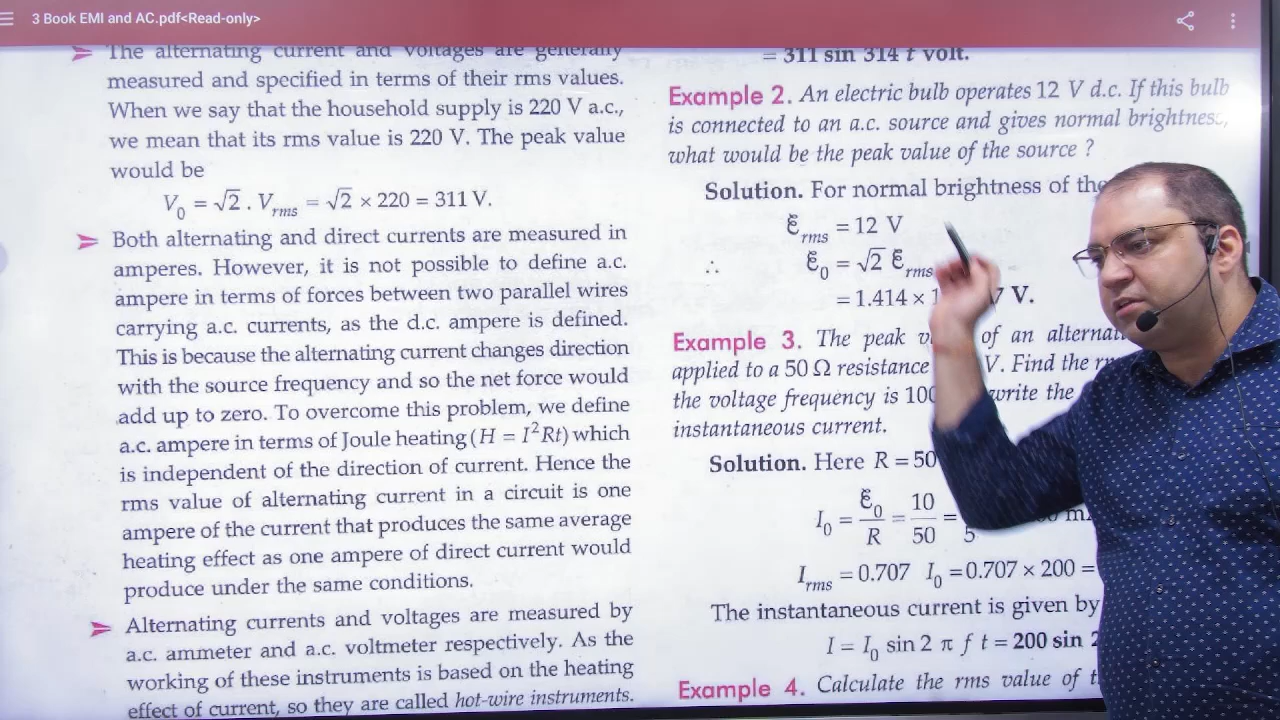 3 Book EMI and AC.pdf<Read-only>
The alternating current and voltages are generally
measured and specified in terms of their rms values.
When we say that the household supply is 220 V a.c.,
we mean that its rms value is 220 V. The peak value
would be
V₀ = √2 . Vrms = √2 × 220 = 311 V.
Both alternating and direct currents are measured in
amperes. However, it is not possible to define a.c.
ampere in terms of forces between two parallel wires
carrying a.c. currents, as the d.c. ampere is defined.
This is because the alternating current changes direction
with the source frequency and so the net force would
add up to zero. To overcome this problem, we define
a.c. ampere in terms of Joule heating (H = I²Rt) which
is independent of the direction of current. Hence the
rms value of alternating current in a circuit is one
ampere of the current that produces the same average
heating effect as one ampere of direct current would
produce under the same conditions.
Alternating currents and voltages are measured by
a.c. ammeter and a.c. voltmeter respectively. As the
working of these instruments is based on the heating
effect of current, so they are called hot-wire instruments.
= 311 sin 314 t volt.
Example 2. An electric bulb operates 12 V d.c. If this bulb
is connected to an a.c. source and gives normal brightness,
what would be the peak value of the source ?
Solution. For normal brightness of the
ℰrms = 12 V
∴ ℰ₀ = √2 ℰrms
= 1.414 × 1 7 V.
Example 3. The peak of an
applied to a 50 Ω resistance V. Find the
the voltage frequency is write the
instantaneous current.
Solution. Here R = 50
I₀ = ℰ₀/R = 10/50 =
Irms = 0.707 I₀ = 0.707 × 200 =
The instantaneous current is given by
I = I₀ sin 2 π f t = 200 sin 2
Example 4. Calculate the rms value of